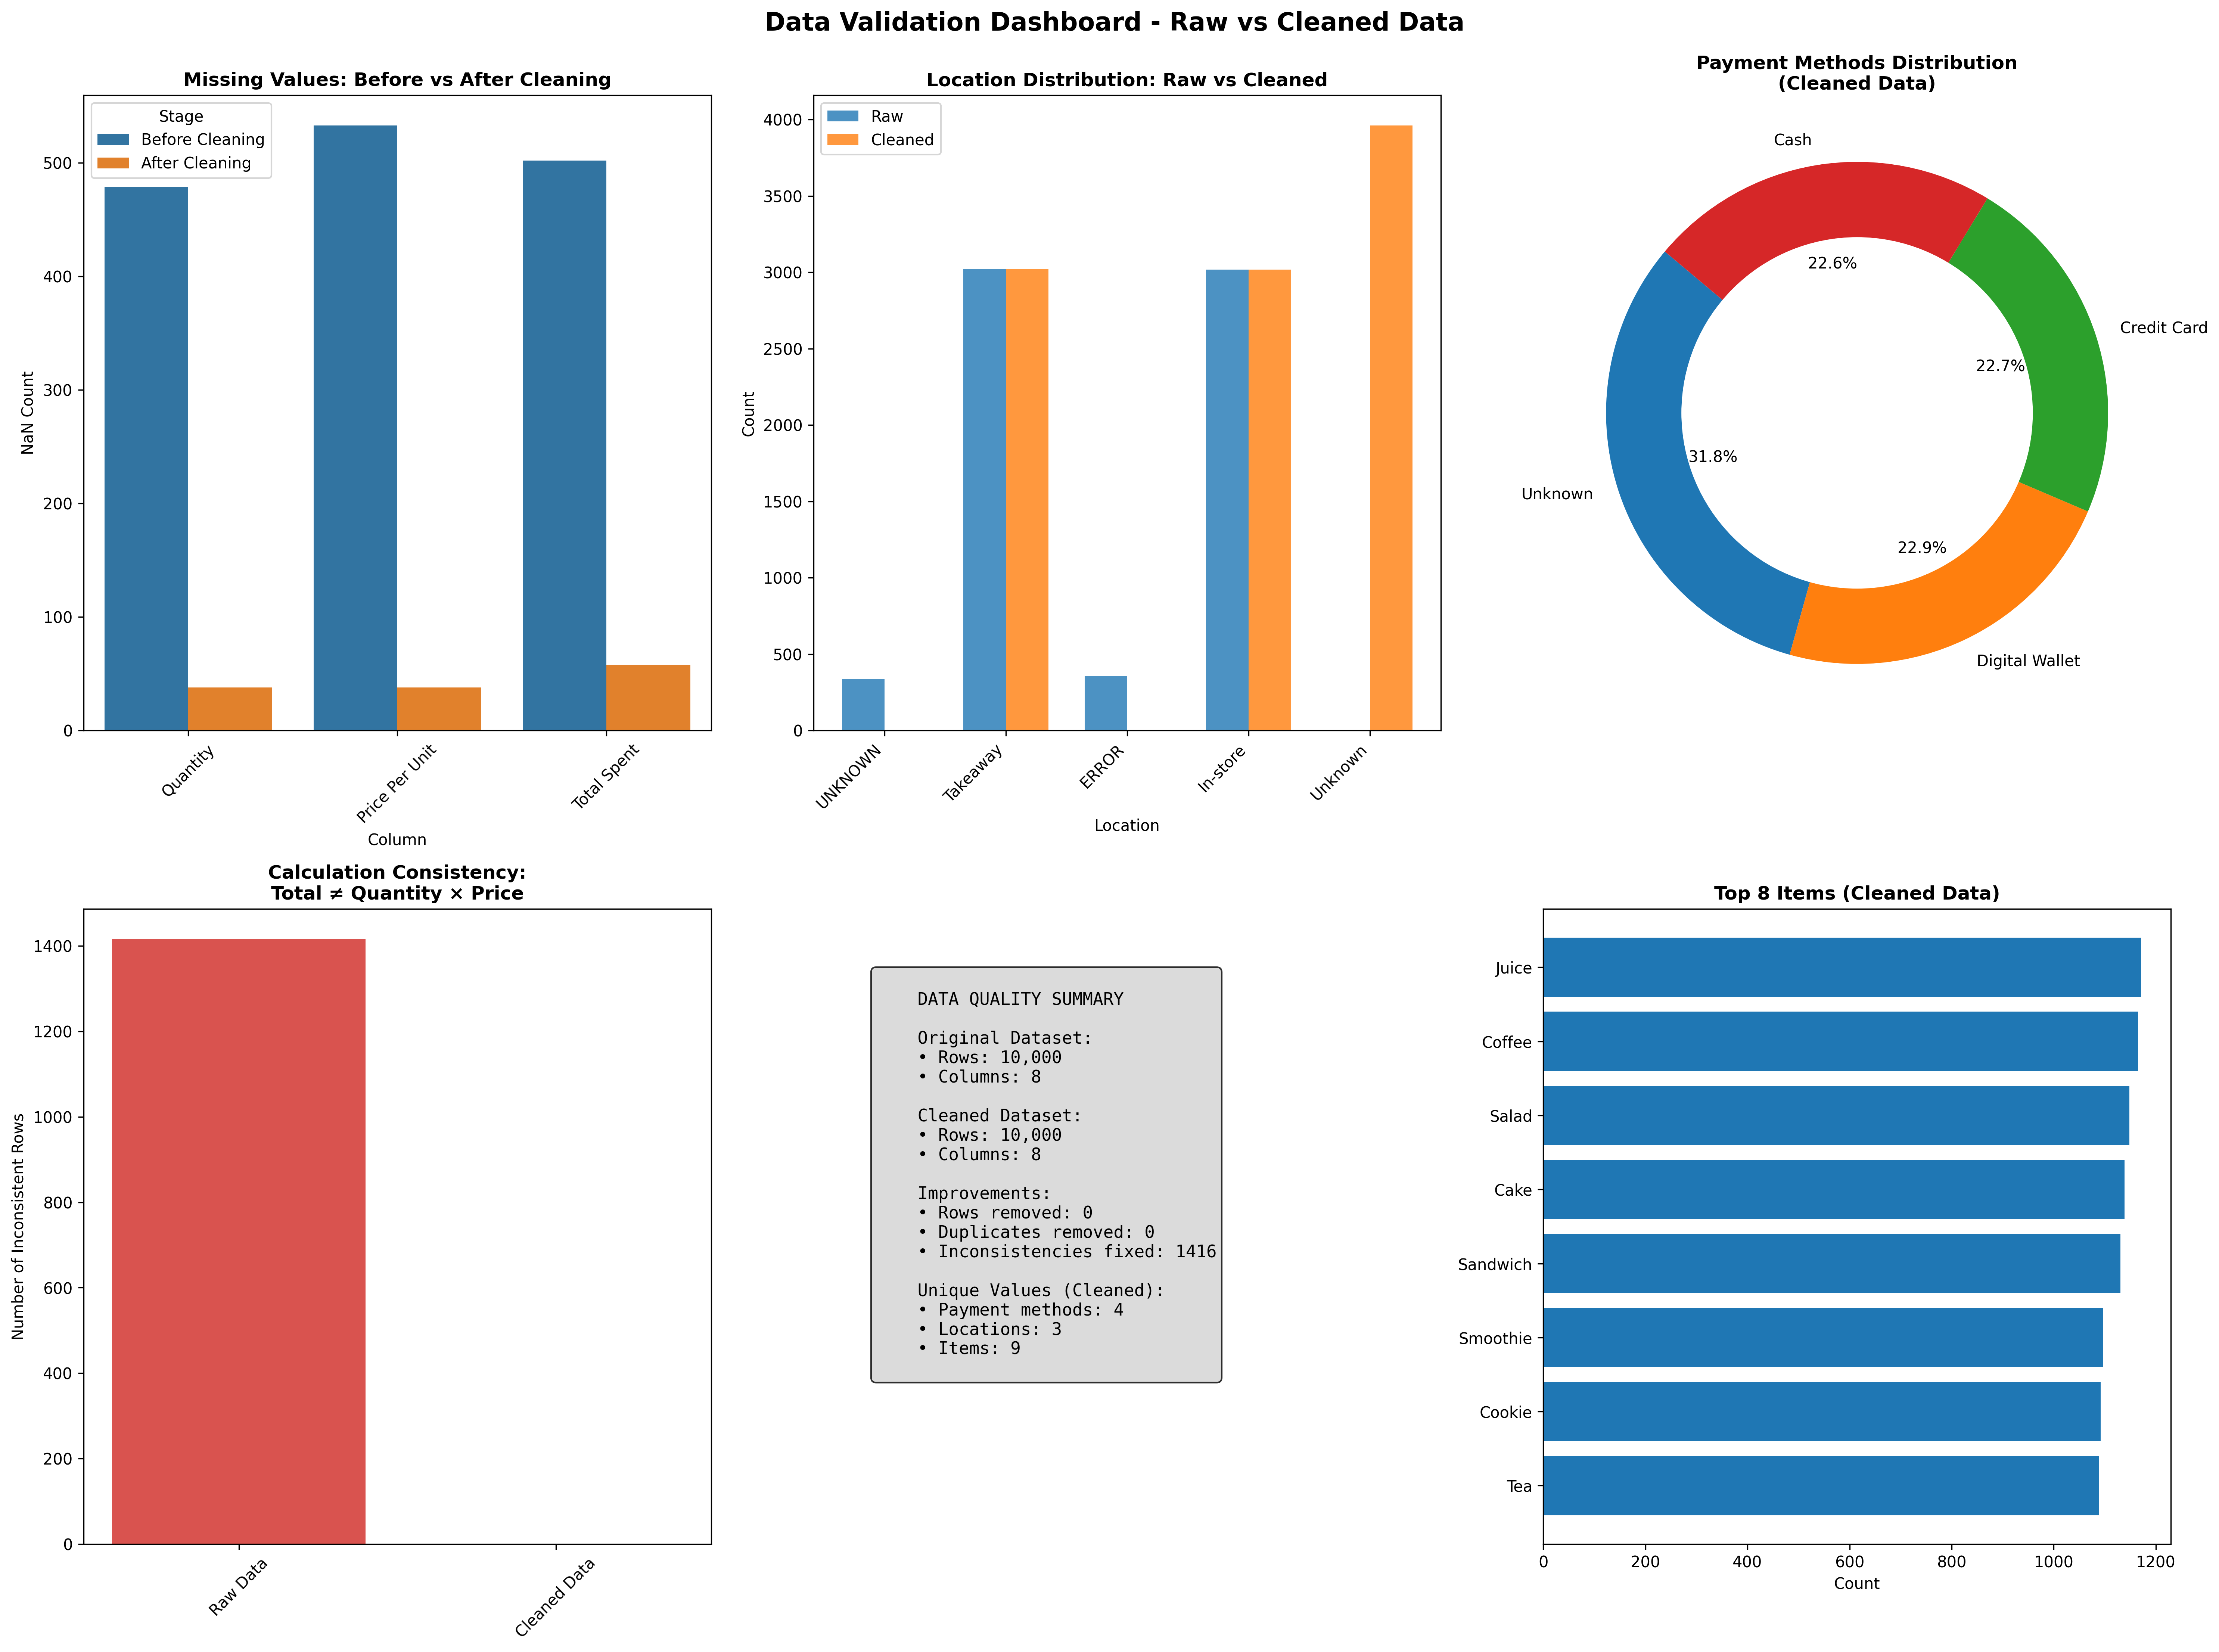 Data Validation Dashboard - Raw vs Cleaned Data
Missing Values: Before vs After Cleaning
Stage
Before Cleaning
After Cleaning
NaN Count
500
400
300
200
100
0
Quantity
Price Per Unit
Total Spent
Column
Location Distribution: Raw vs Cleaned
Raw
Cleaned
Count
4000
3500
3000
2500
2000
1500
1000
500
0
UNKNOWN
Takeaway
ERROR
In-store
Unknown
Location
Payment Methods Distribution
(Cleaned Data)
Cash
22.6%
Credit Card
22.7%
31.8%
Unknown
22.9%
Digital Wallet
Calculation Consistency:
Total ≠ Quantity × Price
Number of Inconsistent Rows
1400
1200
1000
800
600
400
200
0
Raw Data
Cleaned Data
DATA QUALITY SUMMARY
Original Dataset:
• Rows: 10,000
• Columns: 8
Cleaned Dataset:
• Rows: 10,000
• Columns: 8
Improvements:
• Rows removed: 0
• Duplicates removed: 0
• Inconsistencies fixed: 1416
Unique Values (Cleaned):
• Payment methods: 4
• Locations: 3
• Items: 9
Top 8 Items (Cleaned Data)
Juice
Coffee
Salad
Cake
Sandwich
Smoothie
Cookie
Tea
0 200 400 600 800 1000 1200
Count